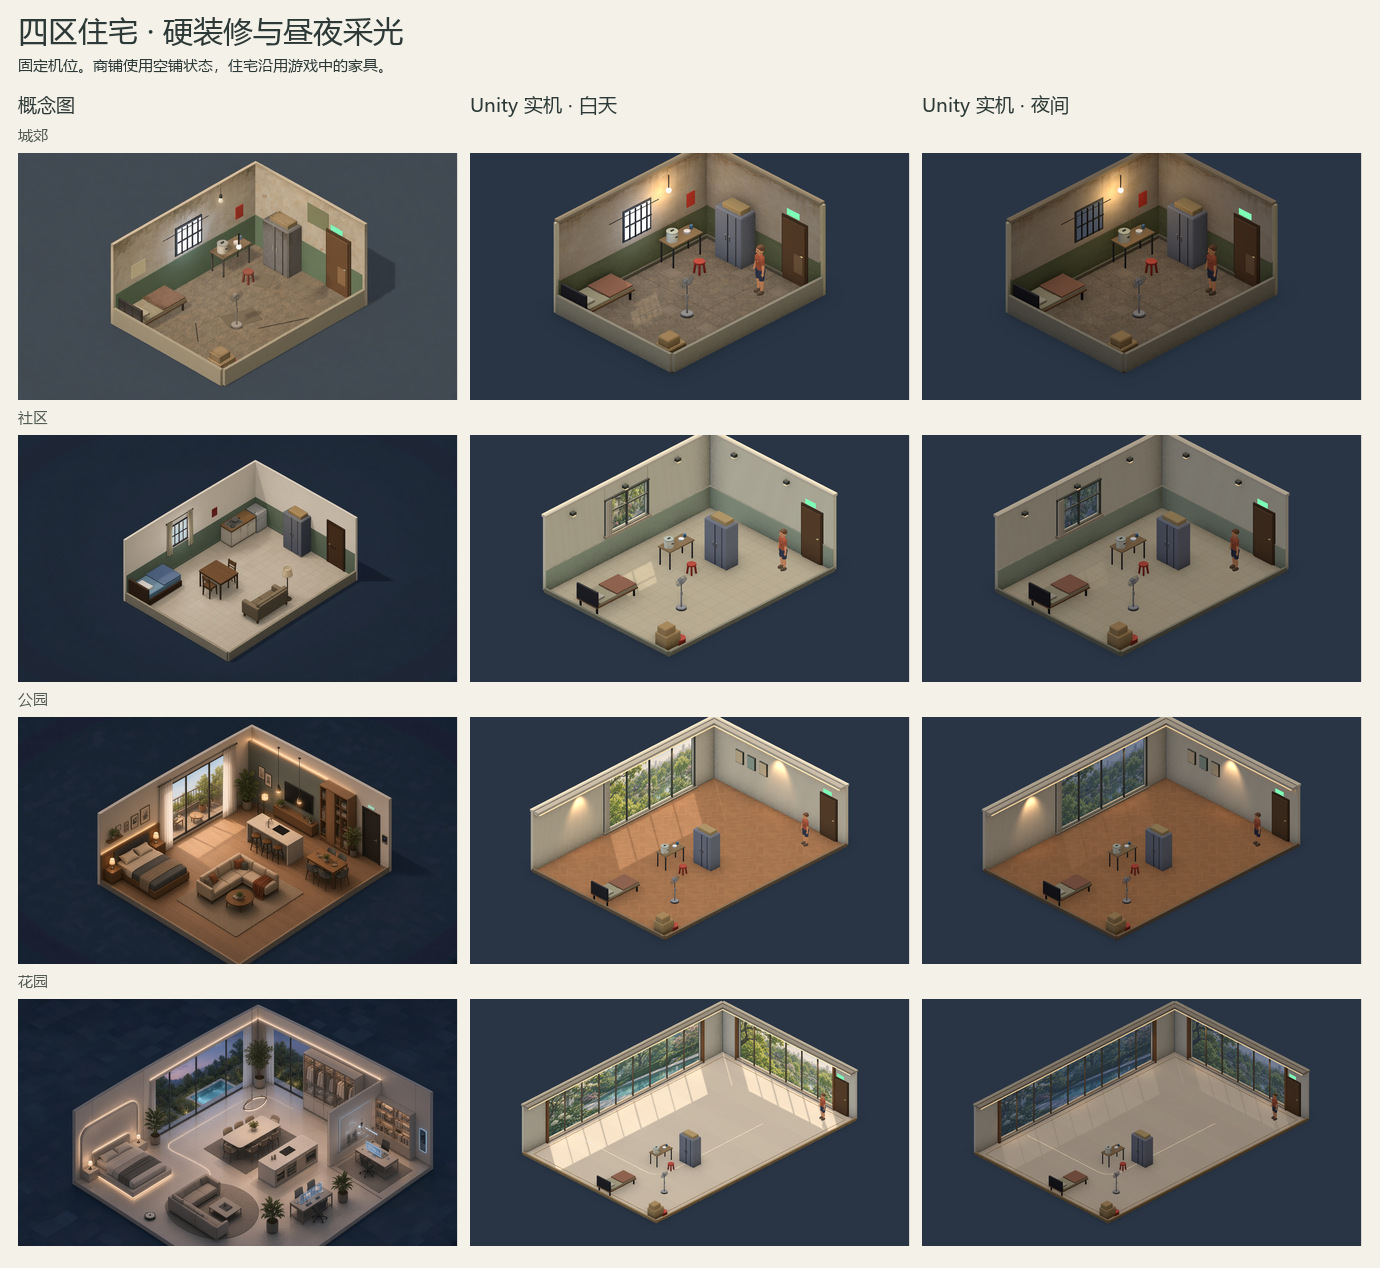 四区住宅 · 硬装修与昼夜采光
固定机位。商铺使用空铺状态，住宅沿用游戏中的家具。
概念图
Unity 实机 · 白天
Unity 实机 · 夜间
城郊
社区
公园
花园